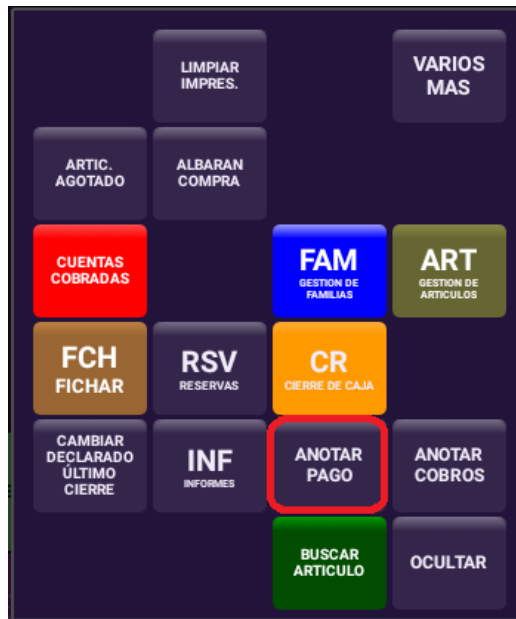 LIMPIAR
IMPRES.
VARIOS
MAS
ARTIC.
AGOTADO
ALBARAN
COMPRA
CUENTAS
COBRADAS
FAM
GESTION DE
FAMILIAS
ART
GESTION DE
ARTICULOS
FCH
FICHAR
RSV
RESERVAS
CR
CIERRE DE CAJA
CAMBIAR
DECLARADO
ÚLTIMO
CIERRE
INF
INFORMES
ANOTAR
PAGO
ANOTAR
COBROS
BUSCAR
ARTICULO
OCULTAR